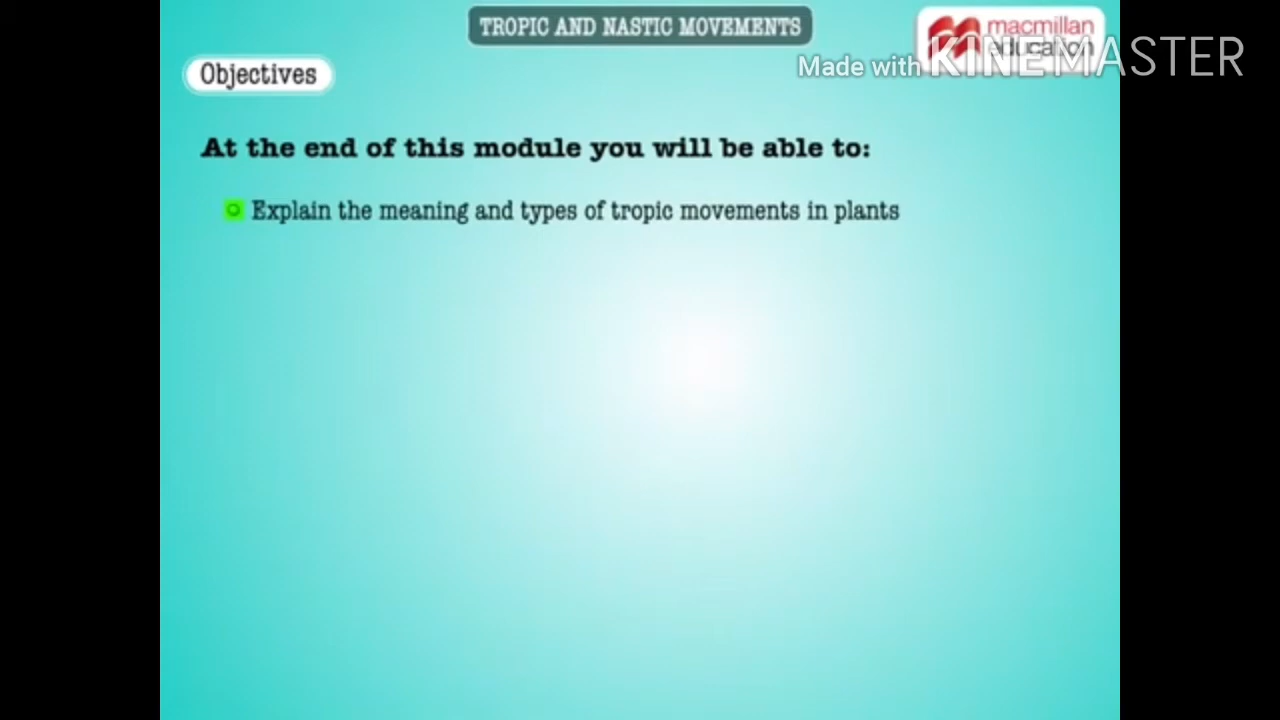 TROPIC AND NASTIC MOVEMENTS
macmillan
education
Made with KINEMASTER
Objectives
At the end of this module you will be able to:
Explain the meaning and types of tropic movements in plants